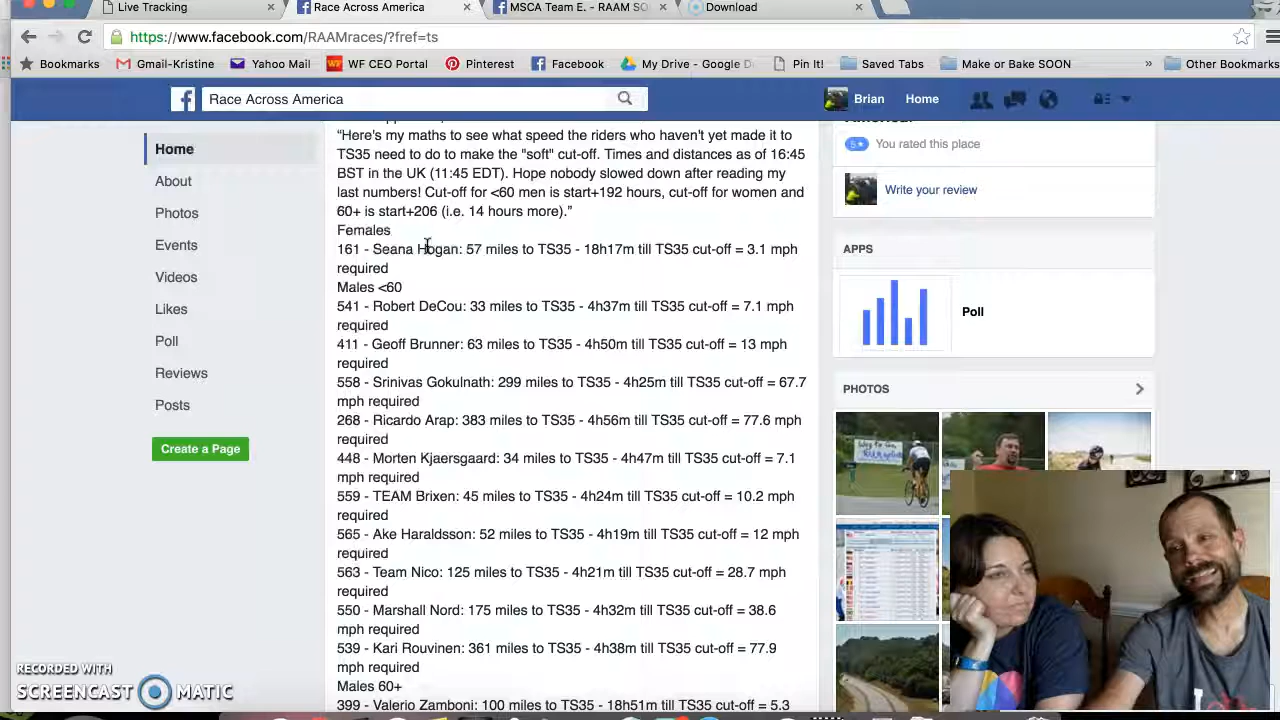 Live Tracking
Race Across America
MSCA Team E. - RAAM SO
Download
https://www.facebook.com/RAAMraces/?fref=ts
Bookmarks
Gmail-Kristine
Yahoo Mail
WF CEO Portal
Pinterest
Facebook
My Drive - Google D
Pin It!
Saved Tabs
Make or Bake SOON
»
Other Bookmarks
Race Across America
Brian
Home
Home
About
Photos
Events
Videos
Likes
Poll
Reviews
Posts
Create a Page
“Here's my maths to see what speed the riders who haven't yet made it to
TS35 need to do to make the "soft" cut-off. Times and distances as of 16:45
BST in the UK (11:45 EDT). Hope nobody slowed down after reading my
last numbers! Cut-off for <60 men is start+192 hours, cut-off for women and
60+ is start+206 (i.e. 14 hours more).”
Females
161 - Seana Hogan: 57 miles to TS35 - 18h17m till TS35 cut-off = 3.1 mph
required
Males <60
541 - Robert DeCou: 33 miles to TS35 - 4h37m till TS35 cut-off = 7.1 mph
required
411 - Geoff Brunner: 63 miles to TS35 - 4h50m till TS35 cut-off = 13 mph
required
558 - Srinivas Gokulnath: 299 miles to TS35 - 4h25m till TS35 cut-off = 67.7
mph required
268 - Ricardo Arap: 383 miles to TS35 - 4h56m till TS35 cut-off = 77.6 mph
required
448 - Morten Kjaersgaard: 34 miles to TS35 - 4h47m till TS35 cut-off = 7.1
mph required
559 - TEAM Brixen: 45 miles to TS35 - 4h24m till TS35 cut-off = 10.2 mph
required
565 - Ake Haraldsson: 52 miles to TS35 - 4h19m till TS35 cut-off = 12 mph
required
563 - Team Nico: 125 miles to TS35 - 4h21m till TS35 cut-off = 28.7 mph
required
550 - Marshall Nord: 175 miles to TS35 - 4h32m till TS35 cut-off = 38.6
mph required
539 - Kari Rouvinen: 361 miles to TS35 - 4h38m till TS35 cut-off = 77.9
mph required
Males 60+
399 - Valerio Zamboni: 100 miles to TS35 - 18h51m till TS35 cut-off = 5.3
5★
You rated this place
Write your review
APPS
Poll
PHOTOS
RECORDED WITH
SCREENCAST MATIC